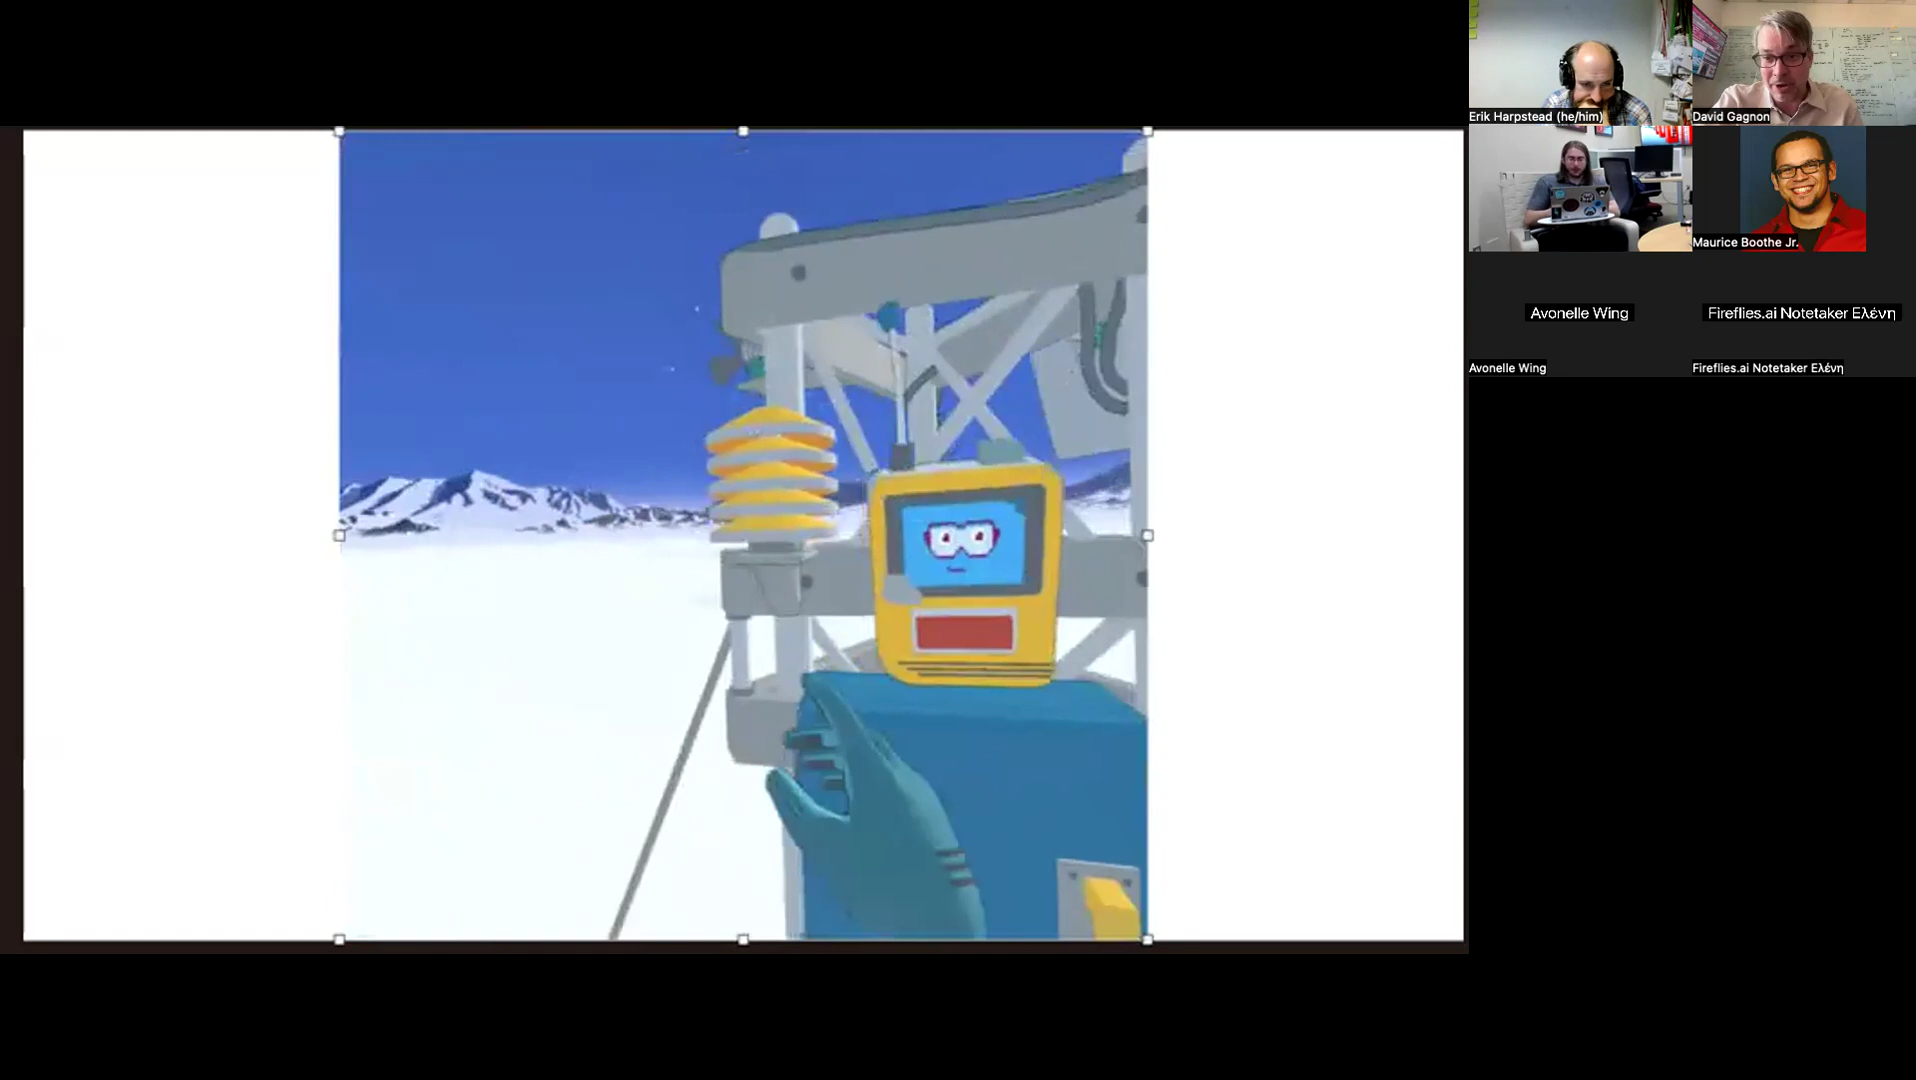 Erik Harpstead (he/him)
David Gagnon
Maurice Boothe Jr.
Avonelle Wing
Fireflies.ai Notetaker Ελένη
Avonelle Wing
Fireflies.ai Notetaker Ελένη